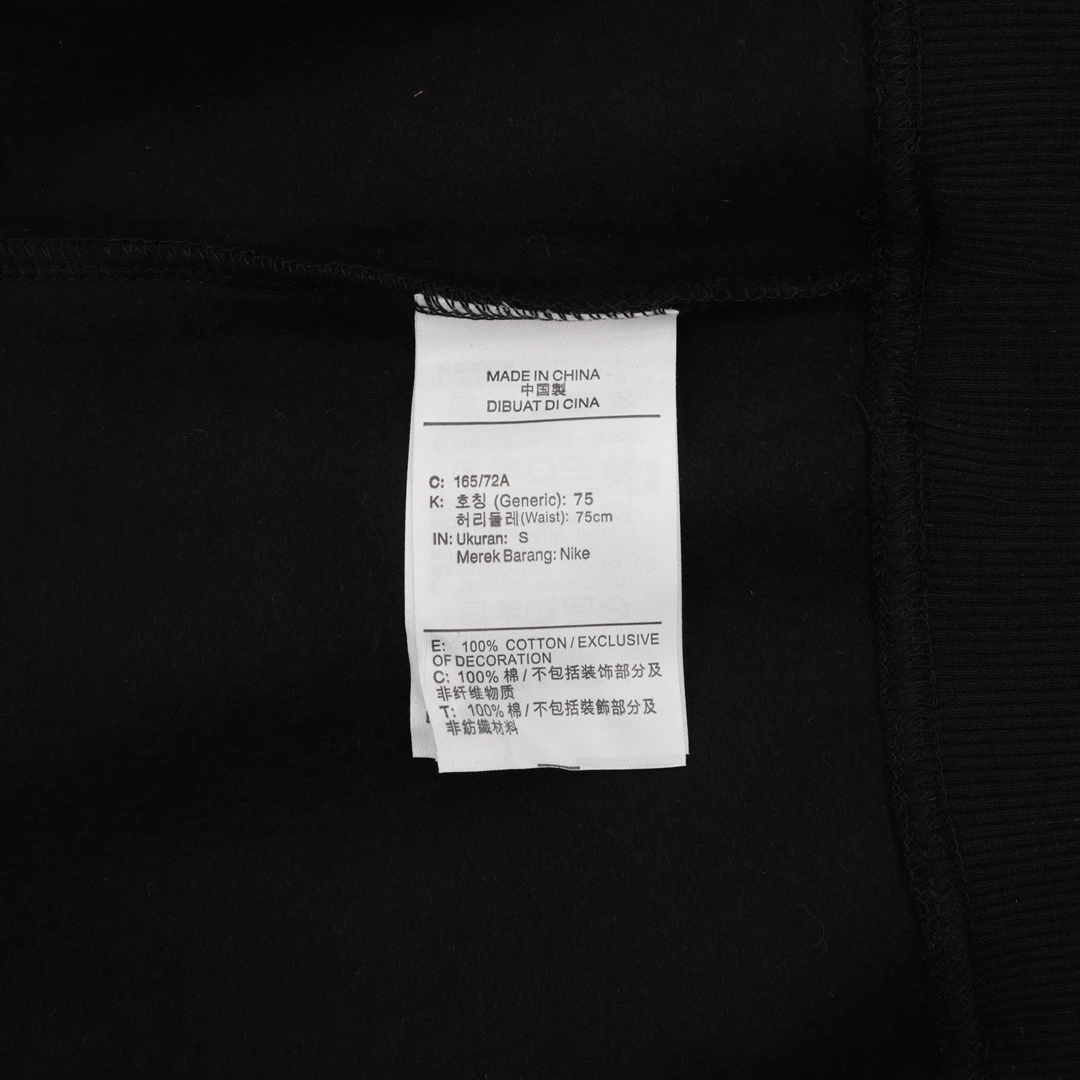 MADE IN CHINA
中国製
DIBUAT DI CINA
C: 165/72A
K: 호칭 (Generic): 75
허리둘레(Waist): 75cm
IN: Ukuran: S
Merek Barang: Nike
E: 100% COTTON / EXCLUSIVE
OF DECORATION
C: 100% 棉 / 不包括装饰部分及
非纤维物质
T: 100% 棉 / 不包括裝飾部分及
非紡織材料